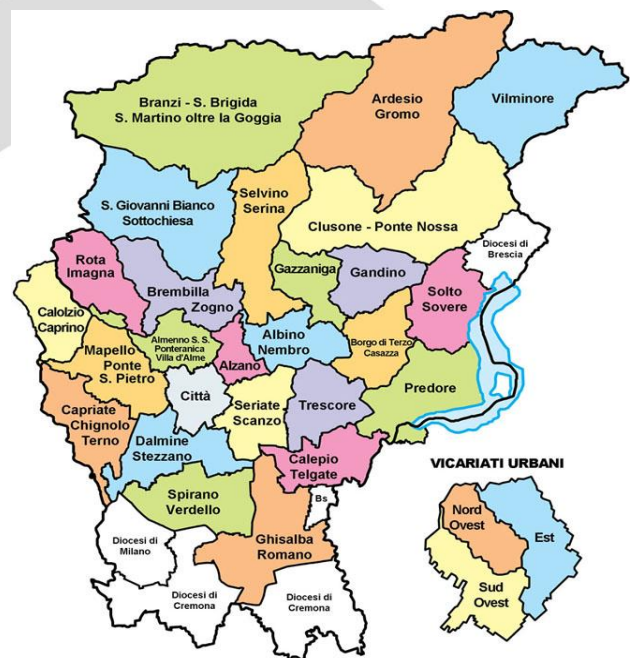 Branzi - S. Brigida
S. Martino oltre la Goggia
Ardesio
Gromo
Vilminore
S. Giovanni Bianco
Sottochiesa
Selvino
Serina
Clusone - Ponte Nossa
Diocesi di
Brescia
Rota
Imagna
Brembilla
Zogno
Gazzaniga
Gandino
Solto
Sovere
Calolzio
Caprino
Mapello
Ponte
S. Pietro
Almenno S. S.
Ponteranica
Villa d'Alme
Alzano
Albino
Nembro
Borgo di Terzo
Casazza
Predore
Capriate
Chignolo
Terno
Città
Seriate
Scanzo
Trescore
Dalmine
Stezzano
Calepio
Telgate
Spirano
Verdello
Bs
Ghisalba
Romano
Diocesi di
Milano
Diocesi di
Cremona
Diocesi di
Cremona
VICARIATI URBANI
Nord
Ovest
Est
Sud
Ovest